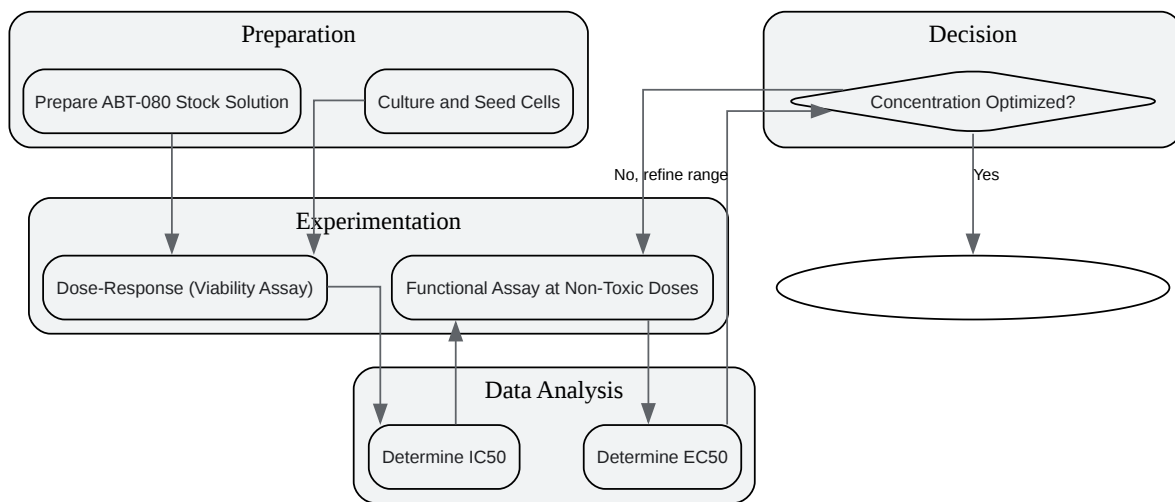 Preparation
Prepare ABT-080 Stock Solution
Culture and Seed Cells
Decision
Concentration Optimized?
No, refine range
Yes
Experimentation
Dose-Response (Viability Assay)
Functional Assay at Non-Toxic Doses
Data Analysis
Determine IC50
Determine EC50